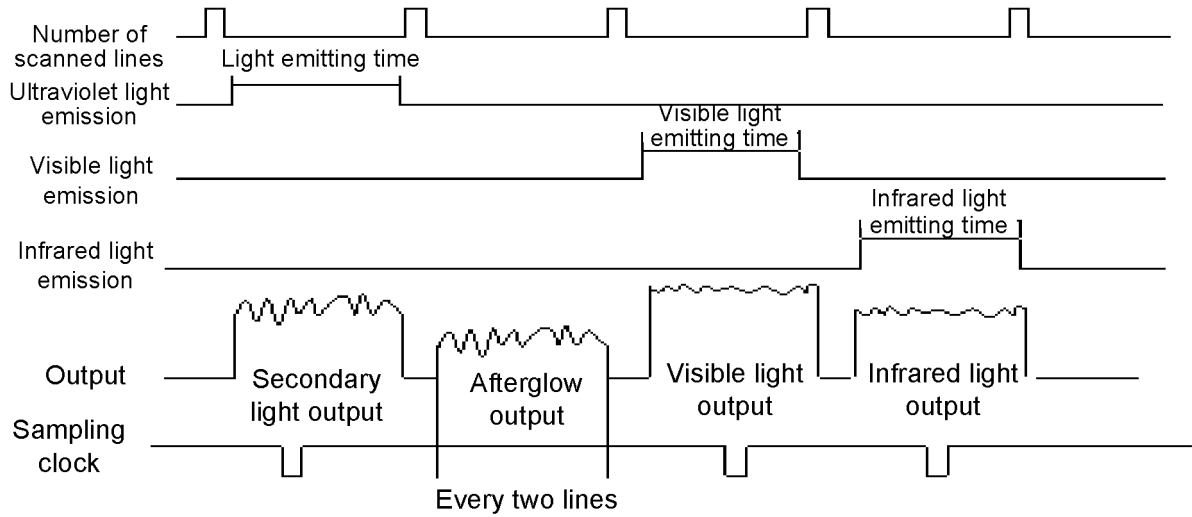 Number of
scanned lines
Light emitting time
Ultraviolet light
emission
Visible light
emitting time
Visible light
emission
Infrared light
emitting time
Infrared light
emission
Output
Secondary
light output
Afterglow
output
Visible light
output
Infrared light
output
Sampling
clock
Every two lines